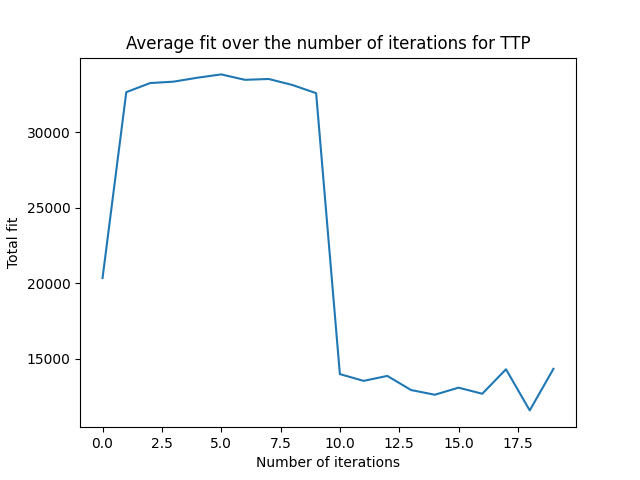 Average fit over the number of iterations for TTP
30000
25000
20000
15000
Total fit
0.0 2.5 5.0 7.5 10.0 12.5 15.0 17.5
Number of iterations